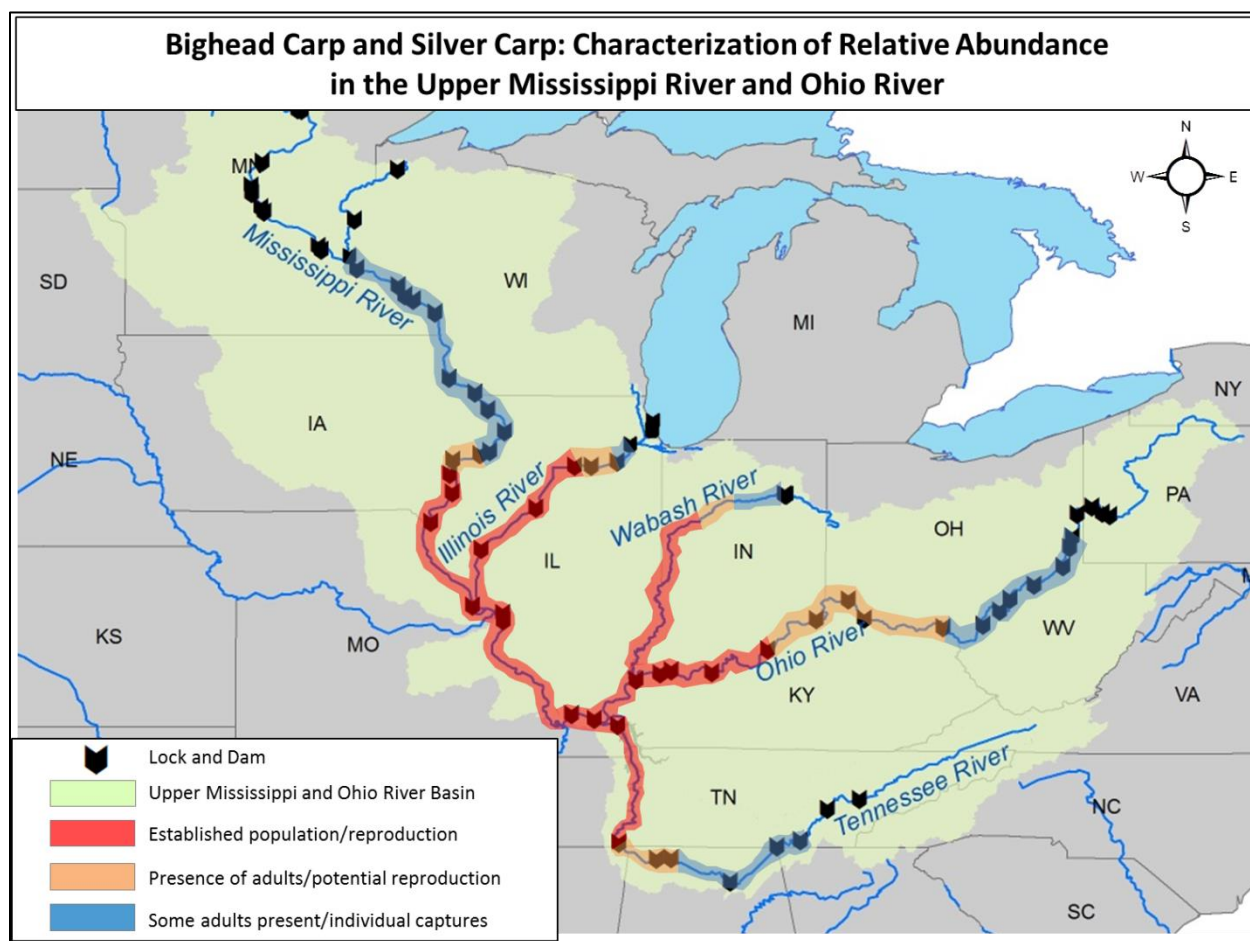 Bighead Carp and Silver Carp: Characterization of Relative Abundance
in the Upper Mississippi River and Ohio River
N
W
E
S
MN
Mississippi River
WI
SD
MI
NY
IA
NE
PA
Illinois River
Wabash River
OH
IL
IN
KS
MO
WV
Ohio River
KY
VA
Tennessee River
TN
NC
SC
Lock and Dam
Upper Mississippi and Ohio River Basin
Established population/reproduction
Presence of adults/potential reproduction
Some adults present/individual captures